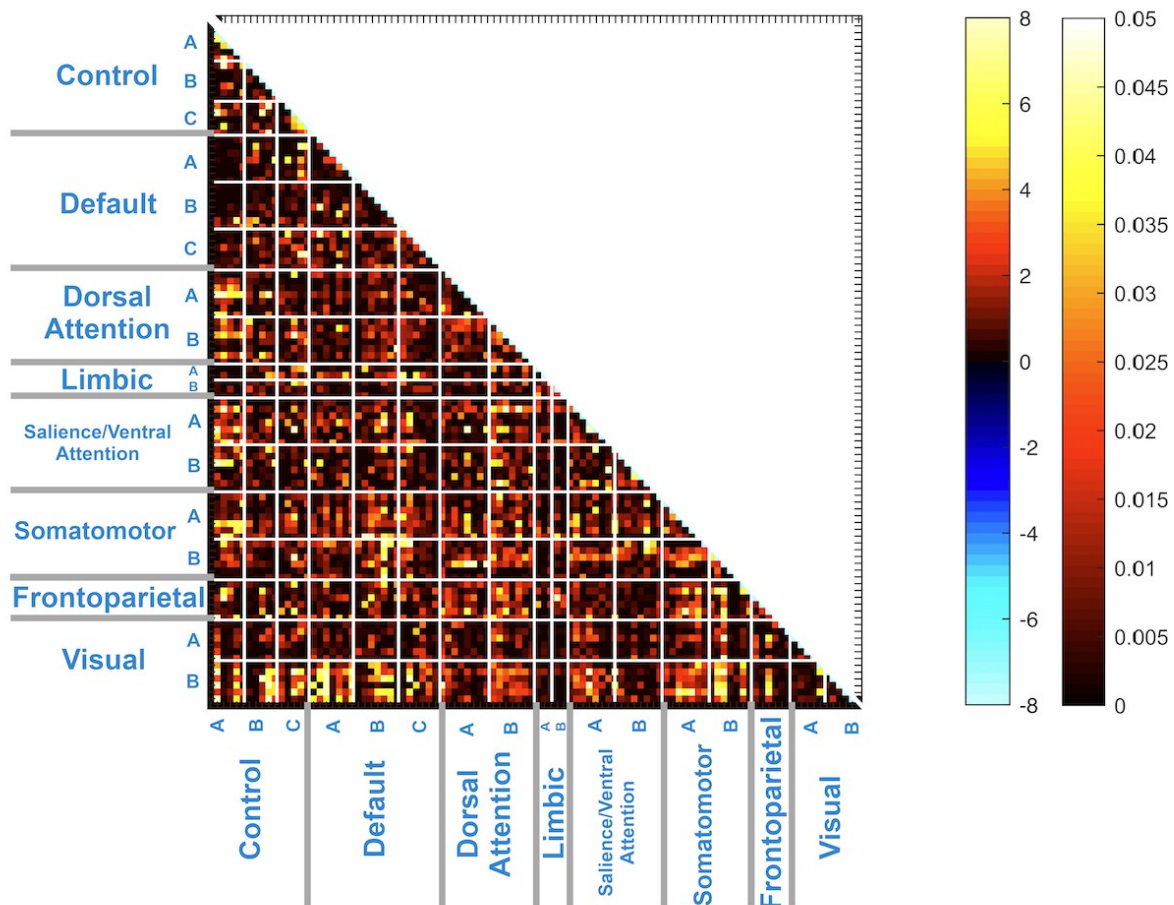 A
Control
B
C
A
Default
B
C
Dorsal
Attention
A
B
Limbic
A
B
Salience/Ventral
Attention
A
B
Somatomotor
A
B
Frontoparietal
Visual
A
B
8
6
4
2
0
-2
-4
-6
-8
0.05
0.045
0.04
0.035
0.03
0.025
0.02
0.015
0.01
0.005
0
A B C A B C A B A B A B A B A B
Control
Default
Dorsal
Attention
Limbic
Salience/Ventral
Attention
Somatomotor
Frontoparietal
Visual